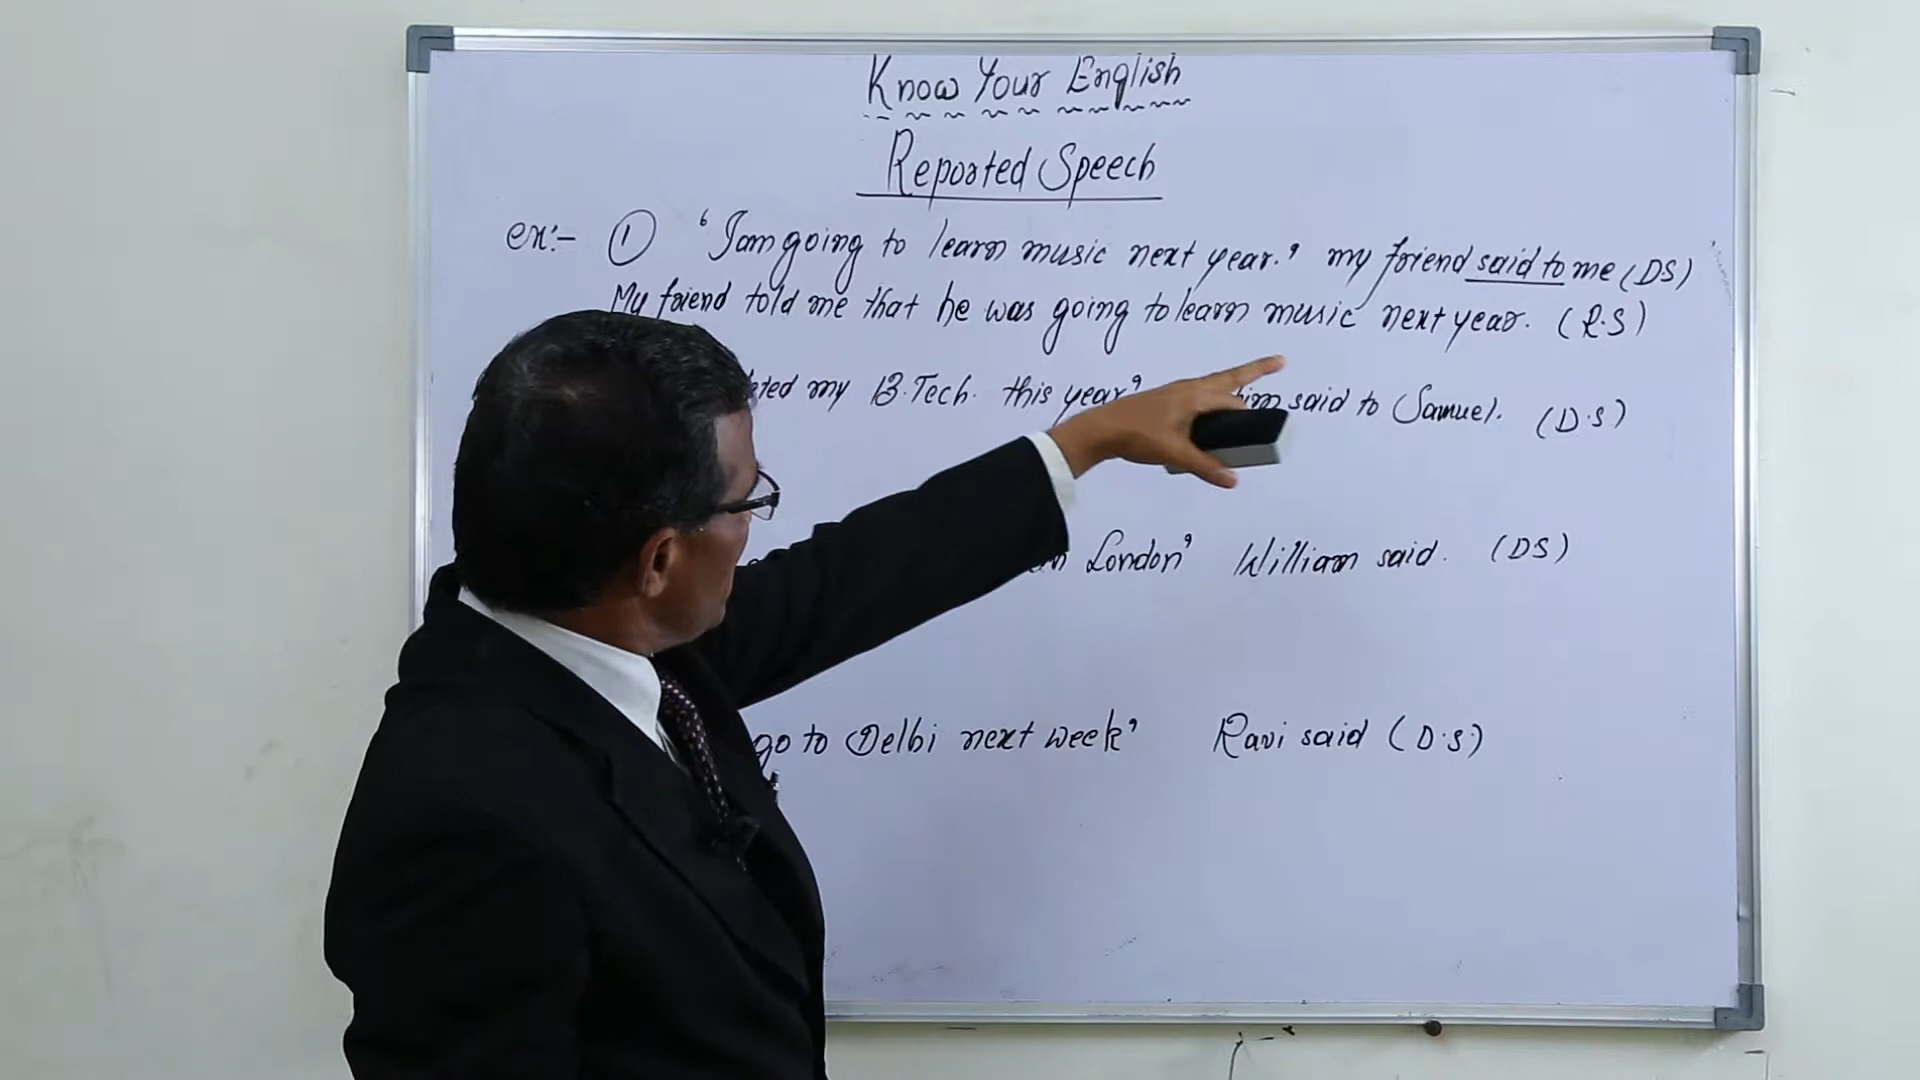 Know Your English
Reported Speech
ex:- ① ‘I am going to learn music next year.’ my friend said to me (DS)
My friend told me that he was going to learn music next year. (R.S)
my B.Tech. this year’ said to Samuel. (D.S)
London’ William said. (DS)
go to Delhi next week’ Ravi said (D.S)